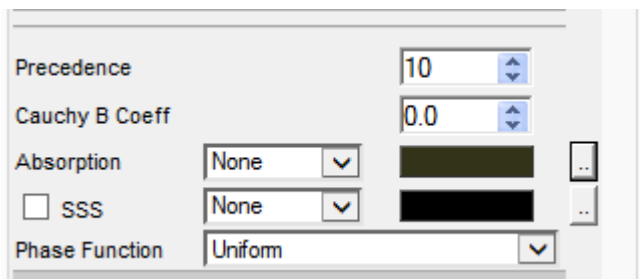 Precedence 10
Cauchy B Coeff 0.0
Absorption None ..
SSS None ..
Phase Function Uniform